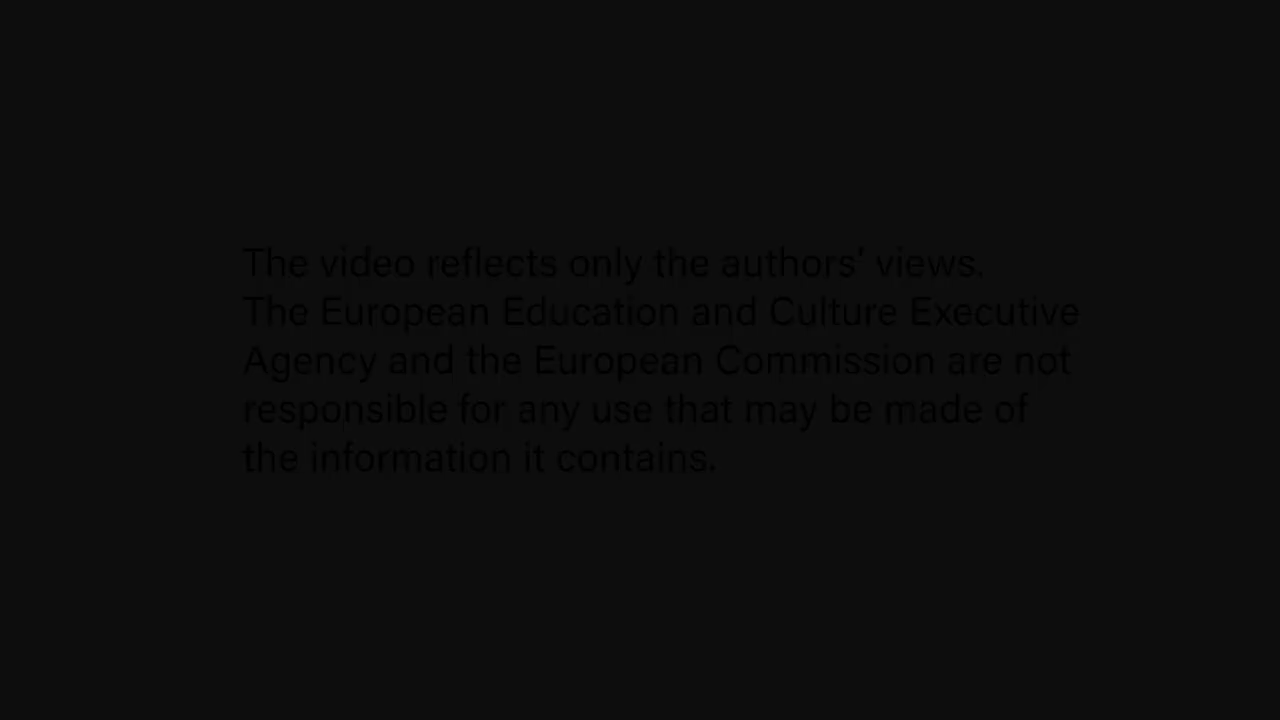 The video reflects only the authors’ views.
The European Education and Culture Executive
Agency and the European Commission are not
responsible for any use that may be made of
the information it contains.